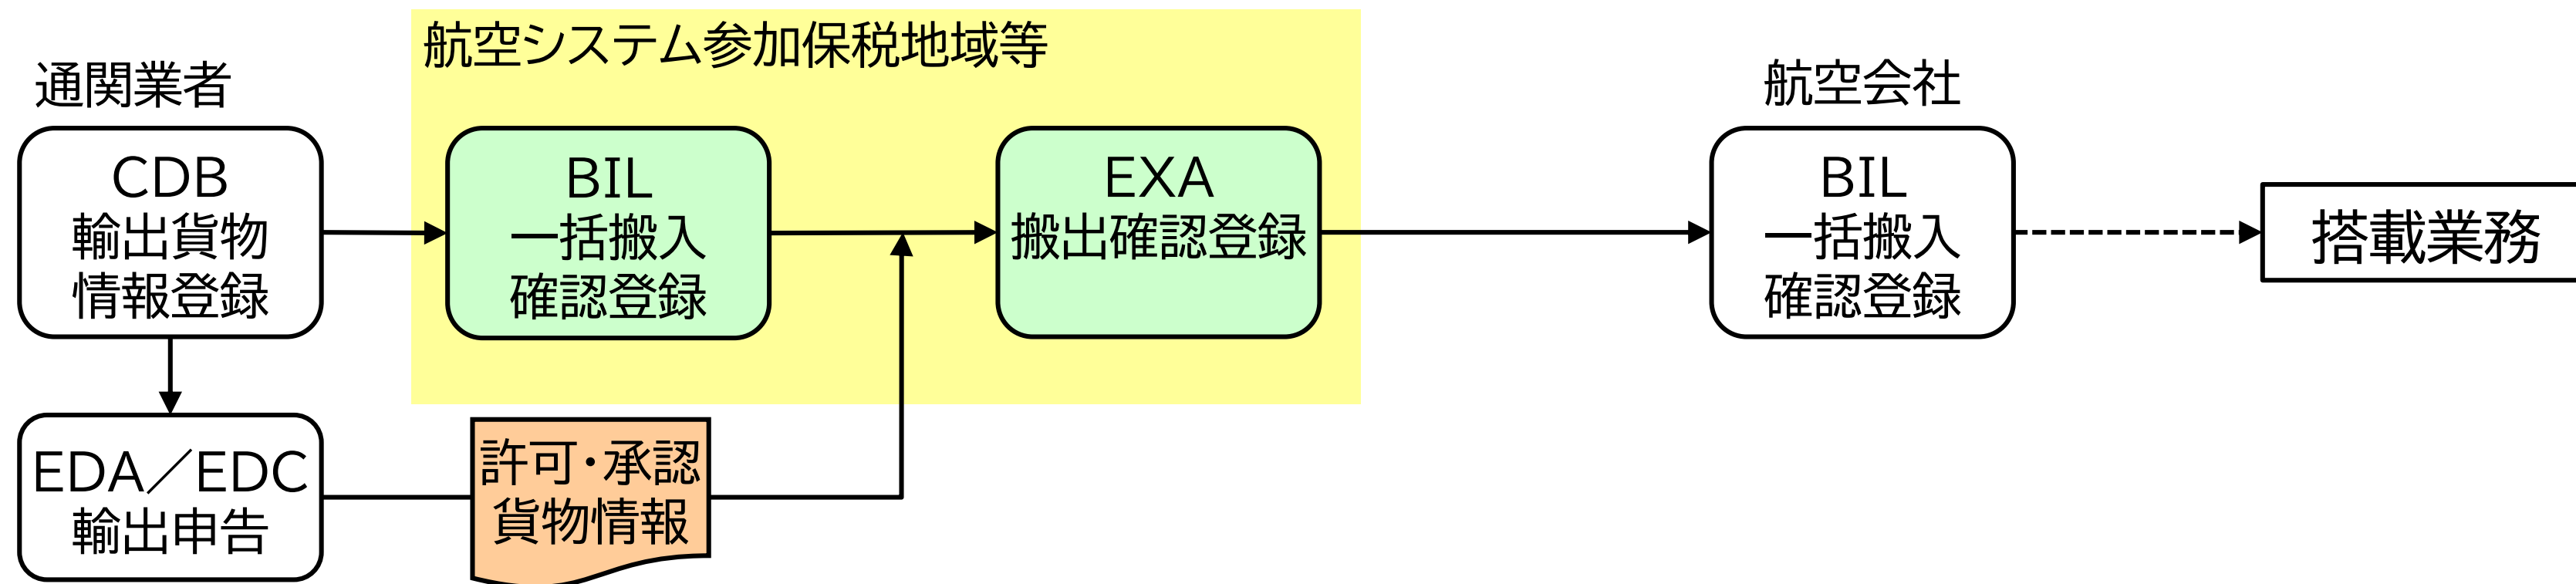 航空システム参加保税地域等
通関業者
航空会社
CDB
輸出貨物
情報登録
BIL
一括搬入
確認登録
EXA
搬出確認登録
BIL
一括搬入
確認登録
搭載業務
EDA／EDC
輸出申告
許可･承認
貨物情報